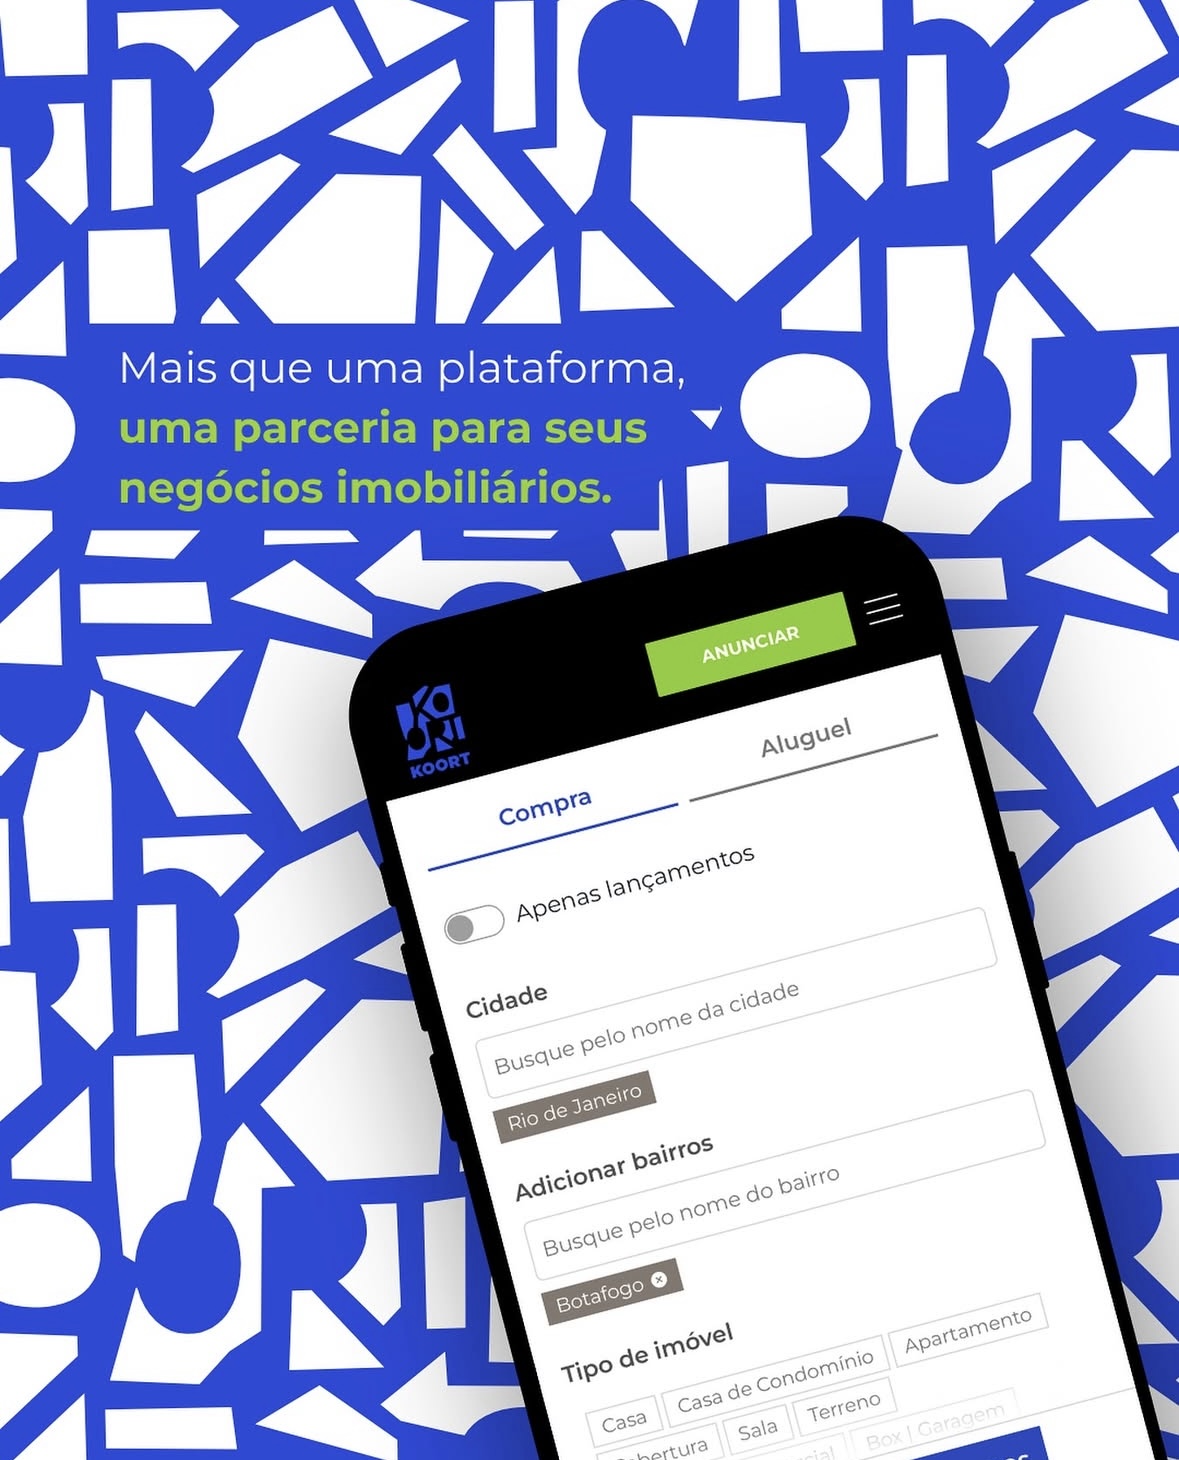 Mais que uma plataforma,
uma parceria para seus
negócios imobiliários.
ANUNCIAR
KOORT
Compra
Aluguel
Apenas lançamentos
Cidade
Busque pelo nome da cidade
Rio de Janeiro
Adicionar bairros
Busque pelo nome do bairro
Botafogo
Tipo de imóvel
Casa
Casa de Condomínio
Apartamento
Sala
Terreno
Box | Garagem